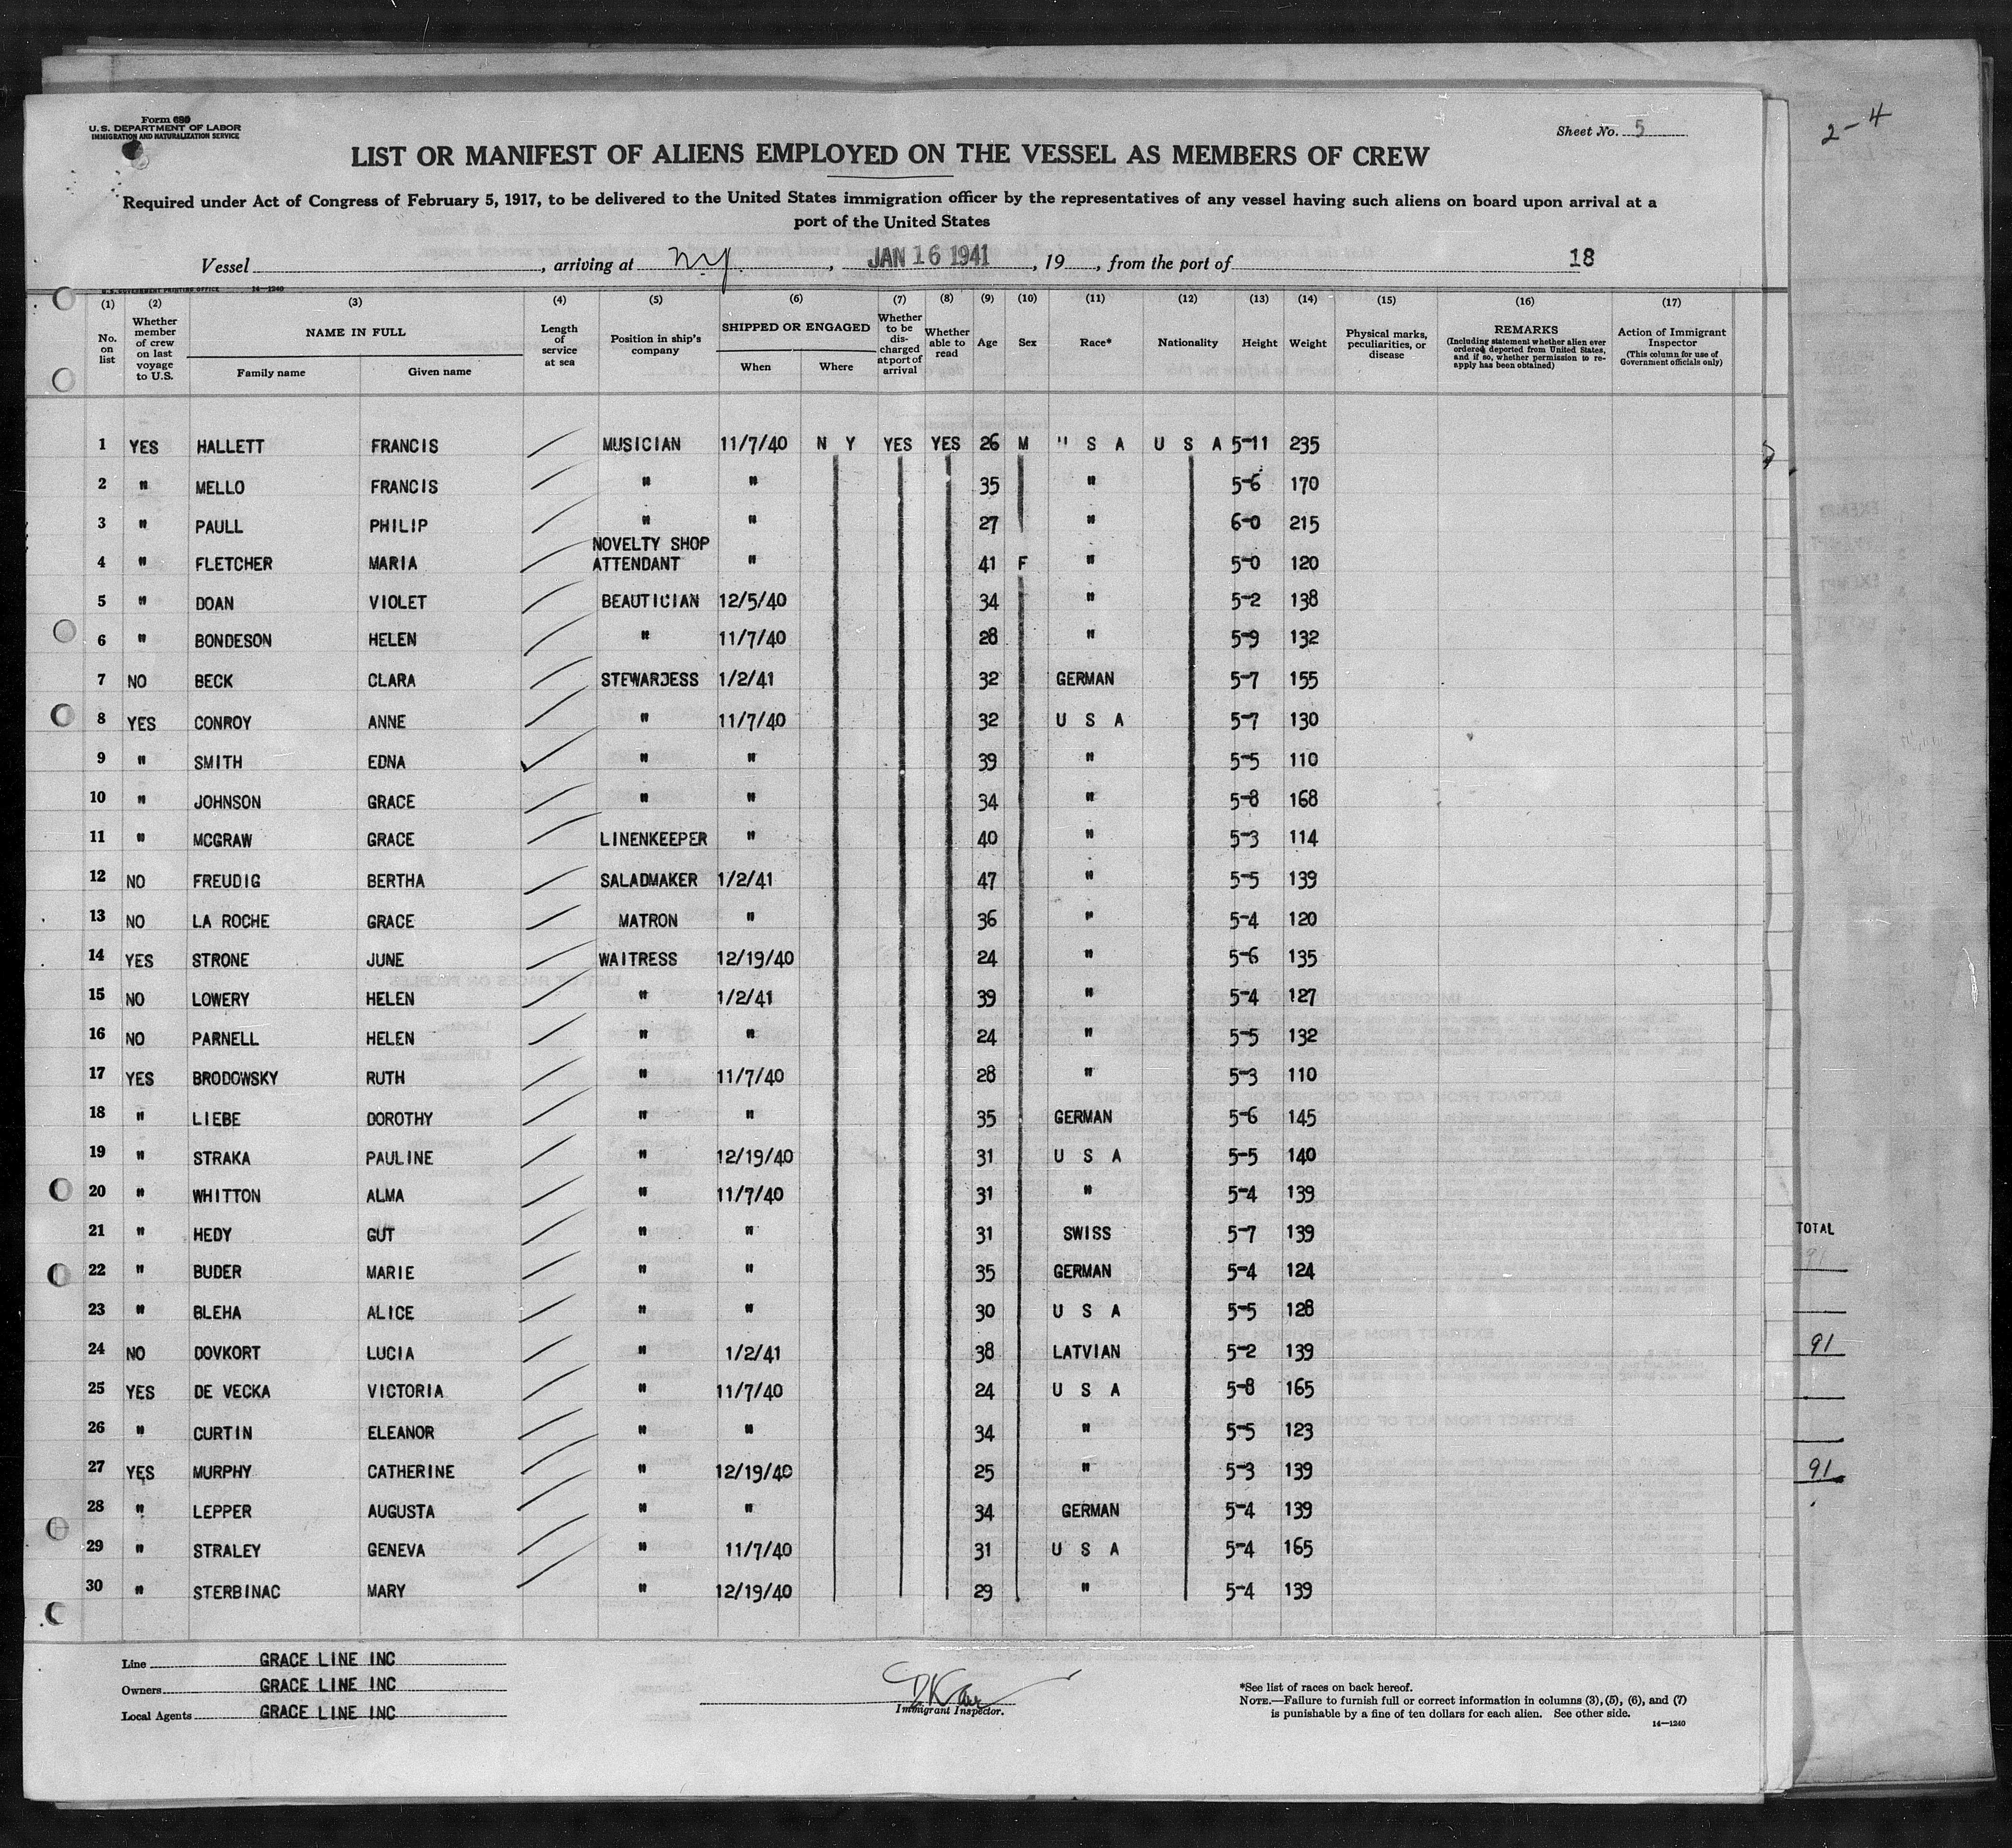 Form 680
U. S. DEPARTMENT OF LABOR
IMMIGRATION AND NATURALIZATION SERVICE
Sheet No. 5
2-4
LIST OR MANIFEST OF ALIENS EMPLOYED ON THE VESSEL AS MEMBERS OF CREW
Required under Act of Congress of February 5, 1917, to be delivered to the United States immigration officer by the representatives of any vessel having such aliens on board upon arrival at a
port of the United States
Vessel , arriving at N.Y. , JAN 16 1941 , 19 , from the port of 18
U. S. GOVERNMENT PRINTING OFFICE 14-1240
(1) (2) (3) (4) (5) (6) (7) (8) (9) (10) (11) (12) (13) (14) (15) (16) (17)
No. on list Whether member of crew on last voyage to U.S. NAME IN FULL Family name Given name Length of service at sea Position in ship's company SHIPPED OR ENGAGED When Where Whether to be discharged at port of arrival Whether able to read Age Sex Race* Nationality Height Weight Physical marks, peculiarities, or disease REMARKS (Including statement whether alien ever ordered deported from United States, and if so, whether permission to reapply has been obtained) Action of Immigrant Inspector (This column for use of Government officials only)
1 YES HALLETT FRANCIS MUSICIAN 11/7/40 N Y YES YES 26 M U S A U S A 5-11 235
2 " MELLO FRANCIS " " 35 " 5-6 170
3 " PAULL PHILIP " " 27 " 6-0 215
4 " FLETCHER MARIA NOVELTY SHOP ATTENDANT " 41 F " 5-0 120
5 " DOAN VIOLET BEAUTICIAN 12/5/40 34 " 5-2 138
6 " BONDESON HELEN " 11/7/40 28 " 5-9 132
7 NO BECK CLARA STEWARDESS 1/2/41 32 GERMAN 5-7 155
8 YES CONROY ANNE " 11/7/40 32 U S A 5-7 130
9 " SMITH EDNA " " 39 " 5-5 110
10 " JOHNSON GRACE " " 34 " 5-8 168
11 " MCGRAW GRACE LINENKEEPER " 40 " 5-3 114
12 NO FREUDIG BERTHA SALADMAKER 1/2/41 47 " 5-5 139
13 NO LA ROCHE GRACE MATRON " 36 " 5-4 120
14 YES STRONE JUNE WAITRESS 12/19/40 24 " 5-6 135
15 NO LOWERY HELEN " 1/2/41 39 " 5-4 127
16 NO PARNELL HELEN " " 24 " 5-5 132
17 YES BRODOWSKY RUTH " 11/7/40 28 " 5-3 110
18 " LIEBE DOROTHY " " 35 GERMAN 5-6 145
19 " STRAKA PAULINE " 12/19/40 31 U S A 5-5 140
20 " WHITTON ALMA " 11/7/40 31 " 5-4 139
21 " HEDY GUT " " 31 SWISS 5-7 139
22 " BUDER MARIE " " 35 GERMAN 5-4 124
23 " BLEHA ALICE " " 30 U S A 5-5 128
24 NO DOVKORT LUCIA " 1/2/41 38 LATVIAN 5-2 139
25 YES DE VECKA VICTORIA " 11/7/40 24 U S A 5-8 165
26 " CURTIN ELEANOR " " 34 " 5-5 123
27 YES MURPHY CATHERINE " 12/19/40 25 " 5-3 139
28 " LEPPER AUGUSTA " " 34 GERMAN 5-4 139
29 " STRALEY GENEVA " 11/7/40 31 U S A 5-4 165
30 " STERBINAC MARY " 12/19/40 29 " 5-4 139
TOTAL
91
91
91
Line GRACE LINE INC
Owners GRACE LINE INC
Local Agents GRACE LINE INC
Immigrant Inspector.
*See list of races on back hereof.
NOTE.—Failure to furnish full or correct information in columns (3), (5), (6), and (7)
is punishable by a fine of ten dollars for each alien. See other side.
14-1240